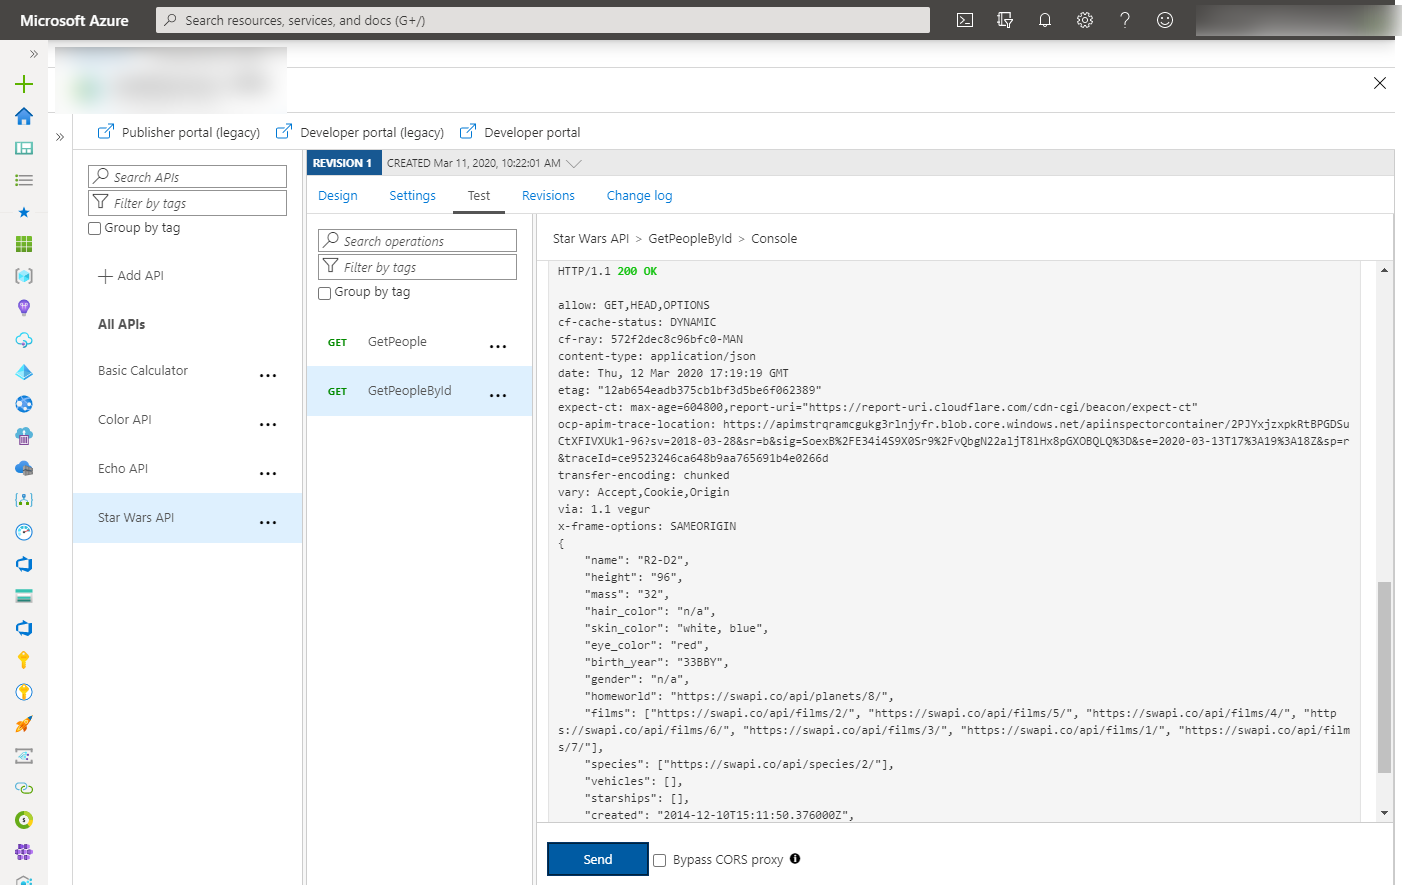 Microsoft Azure
Search resources, services, and docs (G+/)
Publisher portal (legacy)
Developer portal (legacy)
Developer portal
Search APIs
Filter by tags
Group by tag
Add API
All APIs
Basic Calculator
Color API
Echo API
Star Wars API
REVISION 1
CREATED Mar 11, 2020, 10:22:01 AM
Design
Settings
Test
Revisions
Change log
Search operations
Filter by tags
Group by tag
GET GetPeople
GET GetPeopleById
Star Wars API > GetPeopleById > Console
HTTP/1.1 200 OK
allow: GET,HEAD,OPTIONS
cf-cache-status: DYNAMIC
cf-ray: 572f2dec8c96bfc0-MAN
content-type: application/json
date: Thu, 12 Mar 2020 17:19:19 GMT
etag: "12ab654eadb375cb1bf3d5be6f062389"
expect-ct: max-age=604800,report-uri="https://report-uri.cloudflare.com/cdn-cgi/beacon/expect-ct"
ocp-apim-trace-location: https://apimstrqramcgukg3rlnjyfr.blob.core.windows.net/apiinspectorcontainer/2PJYxjzxpkRtBPGDSu
CtXFIVXUk1-96?sv=2018-03-28&sr=b&sig=SoexB%2FE34i4S9X0Sr9%2FvQbgN22aljT8lHx8pGXOBQLQ%3D&se=2020-03-13T17%3A19%3A18Z&sp=r
&traceId=ce9523246ca648b9aa765691b4e0266d
transfer-encoding: chunked
vary: Accept,Cookie,Origin
via: 1.1 vegur
x-frame-options: SAMEORIGIN
{
"name": "R2-D2",
"height": "96",
"mass": "32",
"hair_color": "n/a",
"skin_color": "white, blue",
"eye_color": "red",
"birth_year": "33BBY",
"gender": "n/a",
"homeworld": "https://swapi.co/api/planets/8/",
"films": ["https://swapi.co/api/films/2/", "https://swapi.co/api/films/5/", "https://swapi.co/api/films/4/", "http
s://swapi.co/api/films/6/", "https://swapi.co/api/films/3/", "https://swapi.co/api/films/1/", "https://swapi.co/api/film
s/7/"],
"species": ["https://swapi.co/api/species/2/"],
"vehicles": [],
"starships": [],
"created": "2014-12-10T15:11:50.376000Z",
Send
Bypass CORS proxy